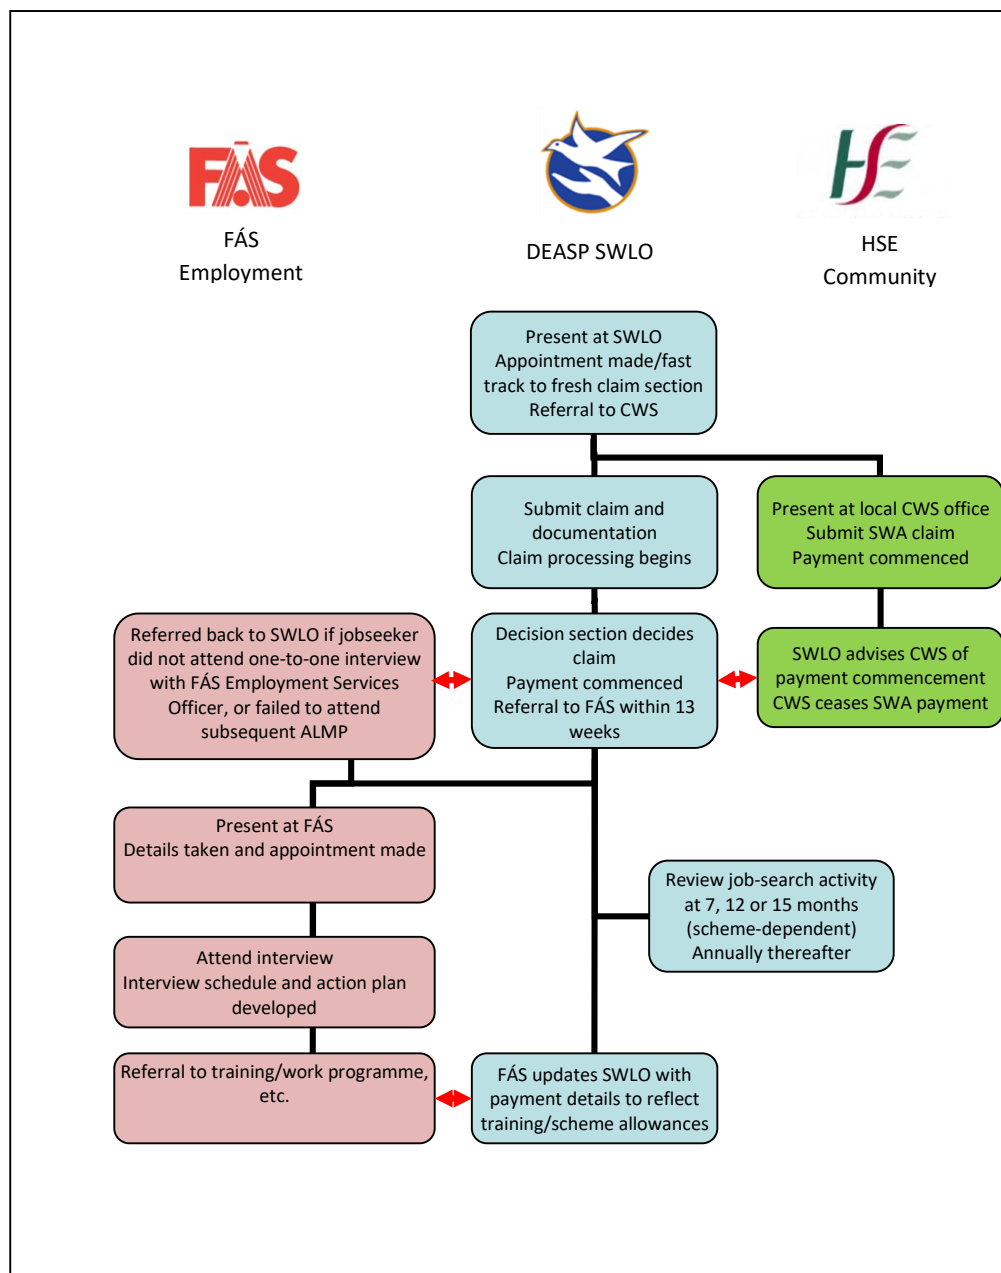 FÁS
HSE
FÁS
Employment
DEASP SWLO
HSE
Community
Present at SWLO
Appointment made/fast
track to fresh claim section
Referral to CWS
Submit claim and
documentation
Claim processing begins
Present at local CWS office
Submit SWA claim
Payment commenced
Referred back to SWLO if jobseeker
did not attend one-to-one interview
with FÁS Employment Services
Officer, or failed to attend
subsequent ALMP
Decision section decides
claim
Payment commenced
Referral to FÁS within 13
weeks
SWLO advises CWS of
payment commencement
CWS ceases SWA payment
Present at FÁS
Details taken and appointment made
Review job-search activity
at 7, 12 or 15 months
(scheme-dependent)
Annually thereafter
Attend interview
Interview schedule and action plan
developed
Referral to training/work programme,
etc.
FÁS updates SWLO with
payment details to reflect
training/scheme allowances